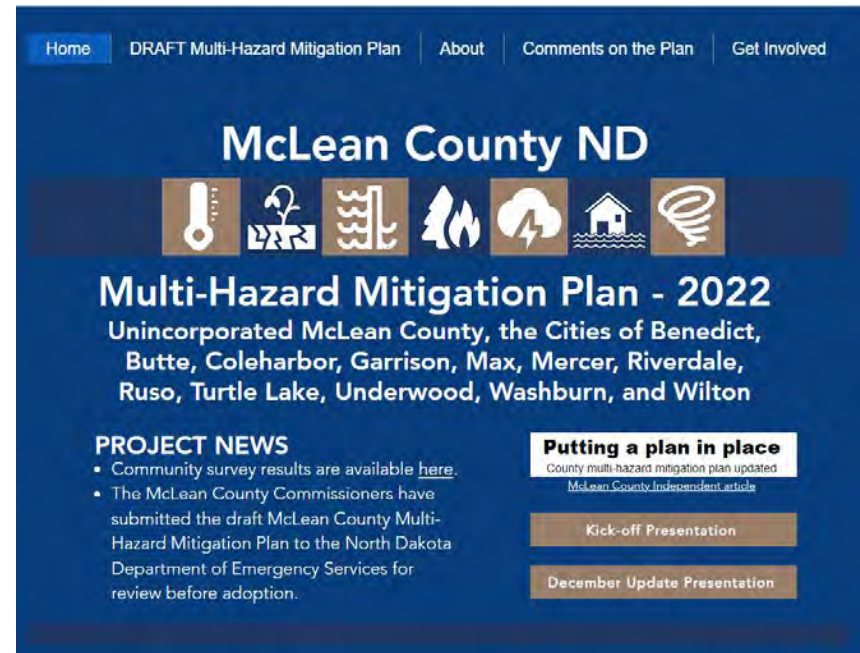 Home
DRAFT Multi-Hazard Mitigation Plan
About
Comments on the Plan
Get Involved
McLean County ND
Multi-Hazard Mitigation Plan - 2022
Unincorporated McLean County, the Cities of Benedict,
Butte, Coleharbor, Garrison, Max, Mercer, Riverdale,
Ruso, Turtle Lake, Underwood, Washburn, and Wilton
PROJECT NEWS
• Community survey results are available here.
• The McLean County Commissioners have
submitted the draft McLean County Multi-
Hazard Mitigation Plan to the North Dakota
Department of Emergency Services for
review before adoption.
Putting a plan in place
County multi-hazard mitigation plan updated
McLean County Independent article
Kick-off Presentation
December Update Presentation